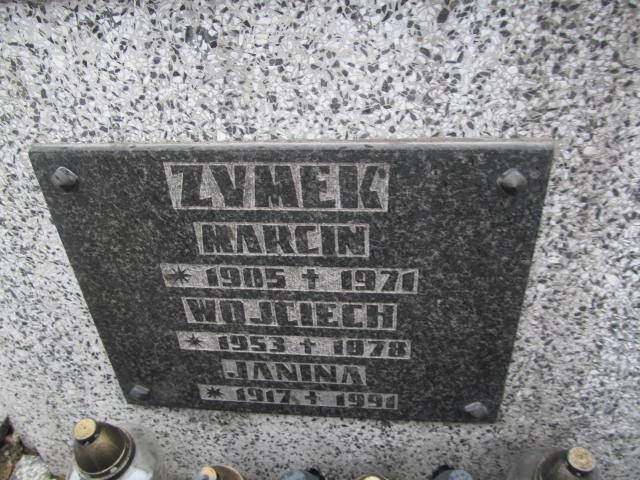 ZYMEK
MARCIN
* 1905 † 1971
WOJCIECH
* 1953 † 1978
JANINA
* 1917 † 1991